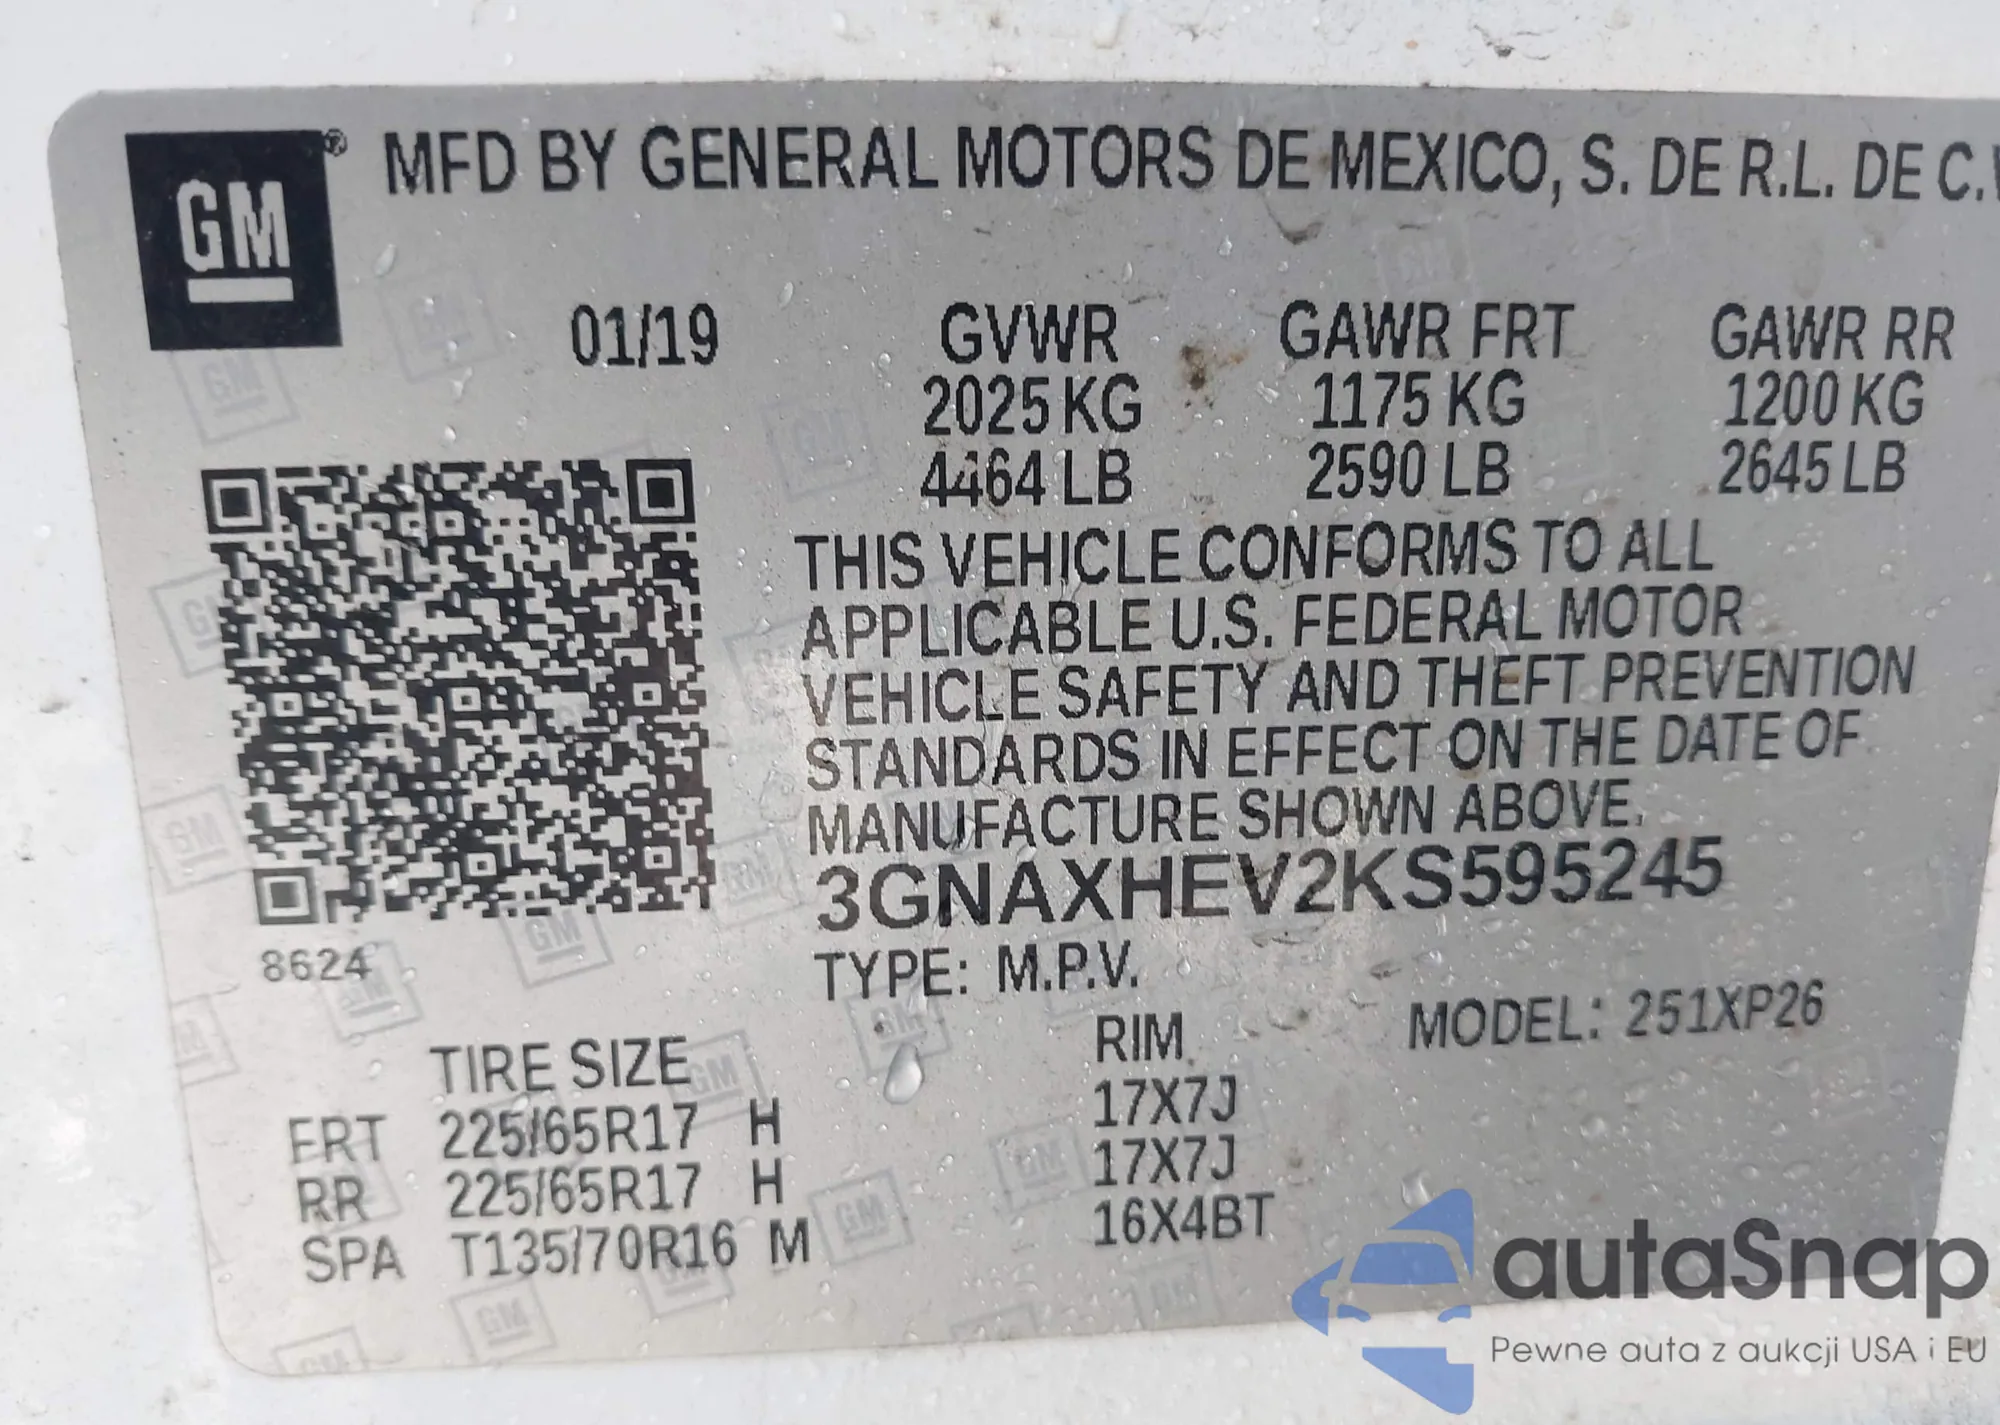 GM ®
MFD BY GENERAL MOTORS DE MEXICO, S. DE R.L. DE C.
01/19
GVWR GAWR FRT GAWR RR
2025 KG 1175 KG 1200 KG
4464 LB 2590 LB 2645 LB
THIS VEHICLE CONFORMS TO ALL
APPLICABLE U.S. FEDERAL MOTOR
VEHICLE SAFETY AND THEFT PREVENTION
STANDARDS IN EFFECT ON THE DATE OF
MANUFACTURE SHOWN ABOVE.
3GNAXHEV2KS595245
8624
TYPE: M.P.V.
MODEL: 251XP26
TIRE SIZE RIM
FRT 225/65R17 H 17X7J
RR 225/65R17 H 17X7J
SPA T135/70R16 M 16X4BT
autaSnap
Pewne auta z aukcji USA i EU